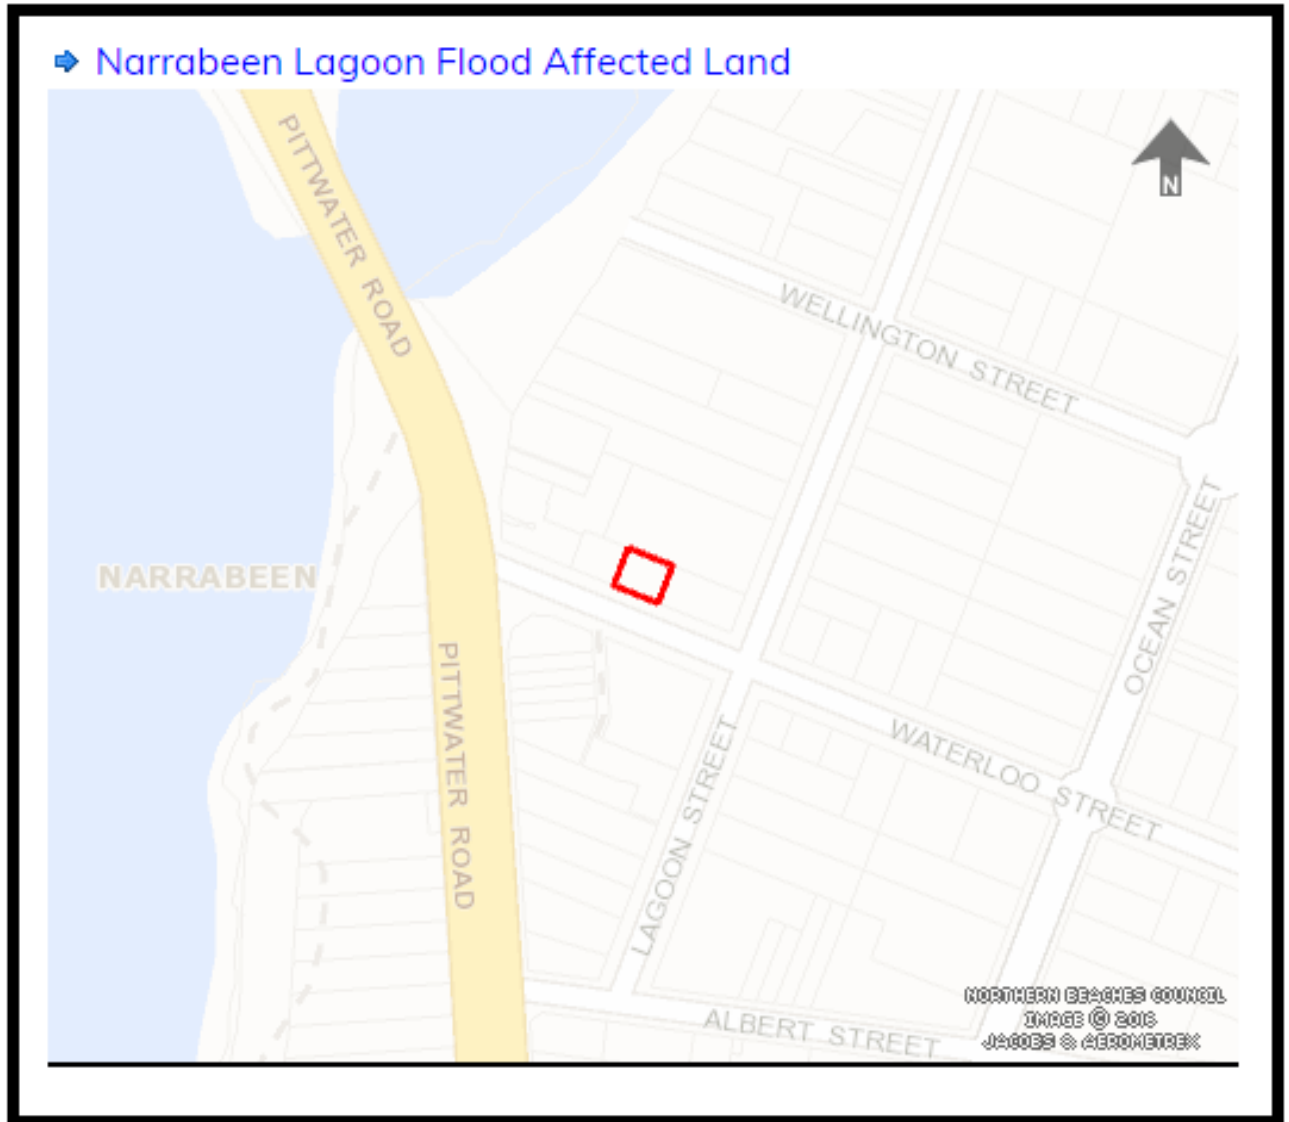 Narrabeen Lagoon Flood Affected Land
PITTWATER ROAD
N
WELLINGTON STREET
OCEAN STREET
NARRABEEN
PITTWATER ROAD
LAGOON STREET
WATERLOO STREET
NORTHERN BEACHES COUNCIL
IMAGE © 2016
JACOBS & AEROMETREX
ALBERT STREET